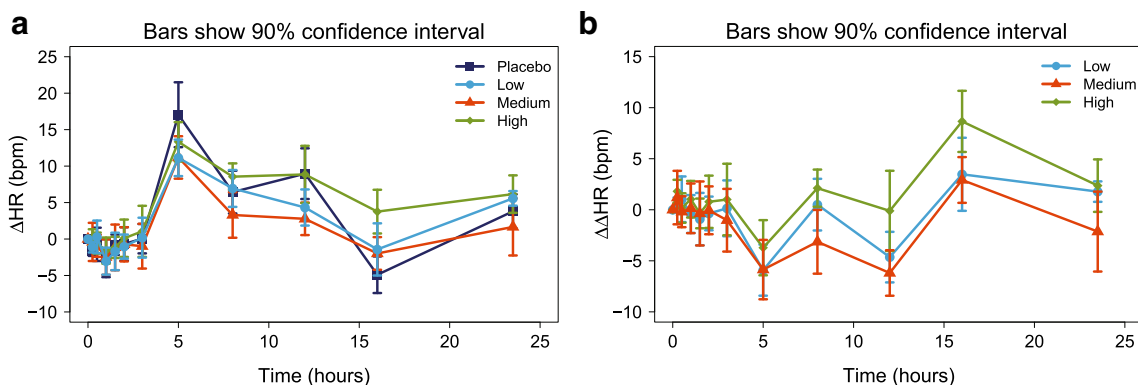 a
Bars show 90% confidence interval
ΔHR (bpm)
25
20
15
10
5
0
−5
−10
Placebo
Low
Medium
High
0 5 10 15 20 25
Time (hours)
b
Bars show 90% confidence interval
ΔΔHR (bpm)
15
10
5
0
−5
−10
Low
Medium
High
0 5 10 15 20 25
Time (hours)